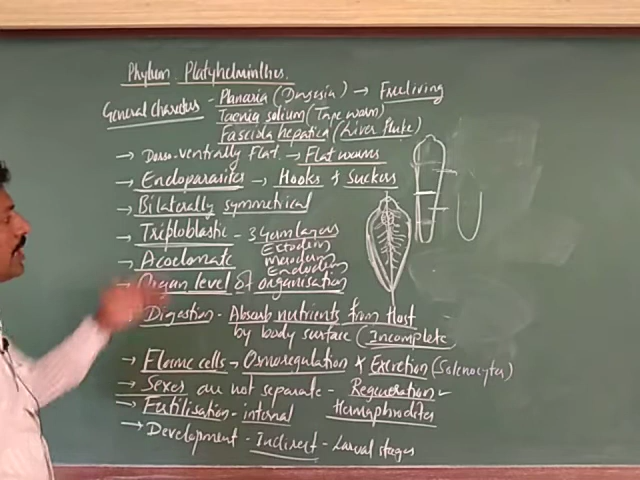 Phylum Platyhelminthes.
General characters - Planaria (Dugesia) → Freeliving
Taenia solium (Tape worm)
Fasciola hepatica (Liver fluke)
→ Dorso-ventrally Flat → Flat worms
→ Endoparasites → Hooks & Suckers
→ Bilaterally symmetrical
→ Triploblastic - 3 Germ layers
Ectoderm
Mesoderm
Endoderm
→ Acoelomate
→ Organ level of organisation
→ Digestion - Absorb nutrients from Host
by body surface (Incomplete
→ Flame cells → Osmoregulation & Excretion (Solenocytes)
→ Sexes are not separate - Regeneration
Hemaphrodites
→ Fertilisation - internal
→ Development - Indirect - Larval stages